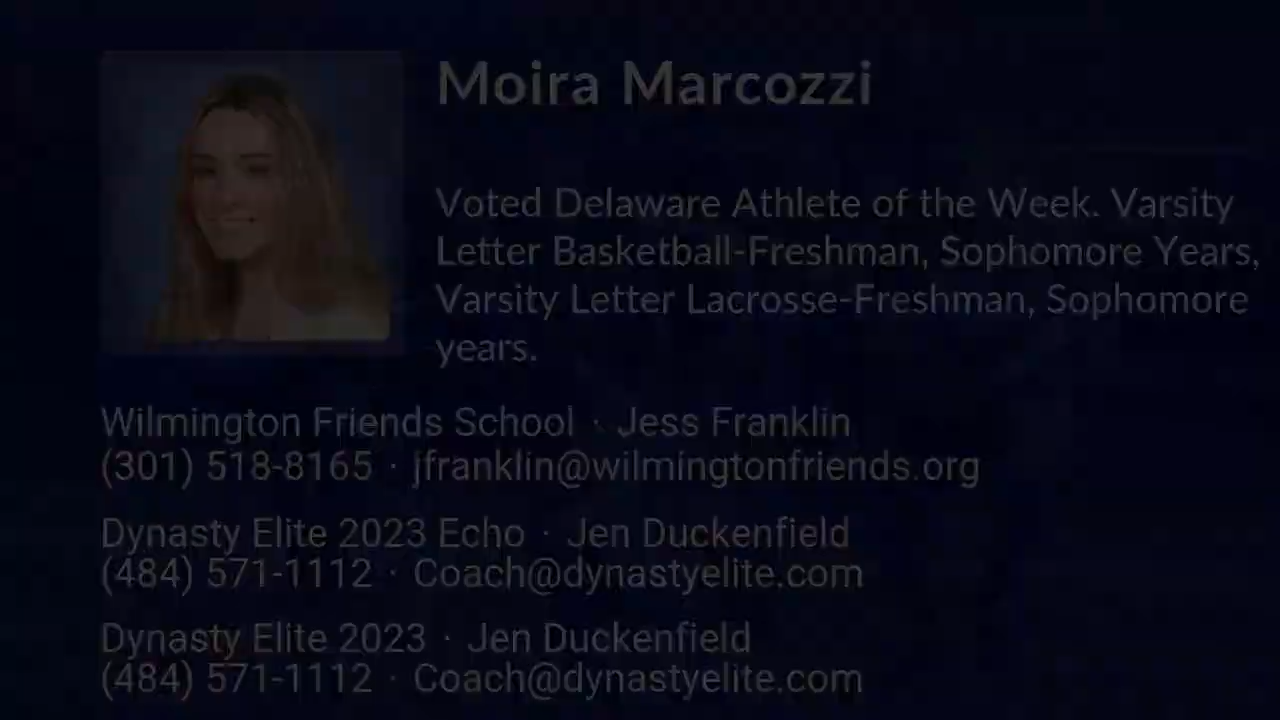 Moira Marcozzi
Voted Delaware Athlete of the Week. Varsity
Letter Basketball-Freshman, Sophomore Years,
Varsity Letter Lacrosse-Freshman, Sophomore
years.
Wilmington Friends School · Jess Franklin
(301) 518-8165 · jfranklin@wilmingtonfriends.org
Dynasty Elite 2023 Echo · Jen Duckenfield
(484) 571-1112 · Coach@dynastyelite.com
Dynasty Elite 2023 · Jen Duckenfield
(484) 571-1112 · Coach@dynastyelite.com